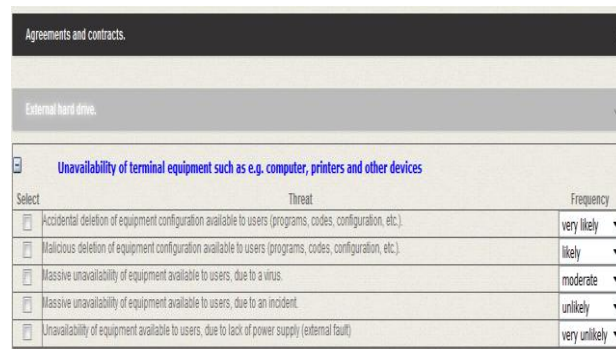 Agreements and contracts.
External hard drive.
Unavailability of terminal equipment such as e.g. computer, printers and other devices
Select Threat Frequency
Accidental deletion of equipment configuration available to users (programs, codes, configuration, etc.). very likely
Malicious deletion of equipment configuration available to users (programs, codes, configuration, etc.). likely
Massive unavailability of equipment available to users, due to a virus. moderate
Massive unavailability of equipment available to users, due to an incident. unlikely
Unavailability of equipment available to users, due to lack of power supply (external fault) very unlikely